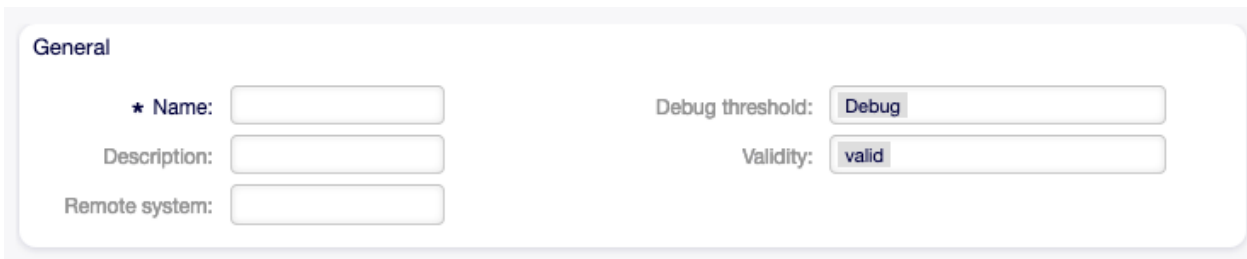 General
★ Name:
Debug threshold: Debug
Description:
Validity: valid
Remote system: